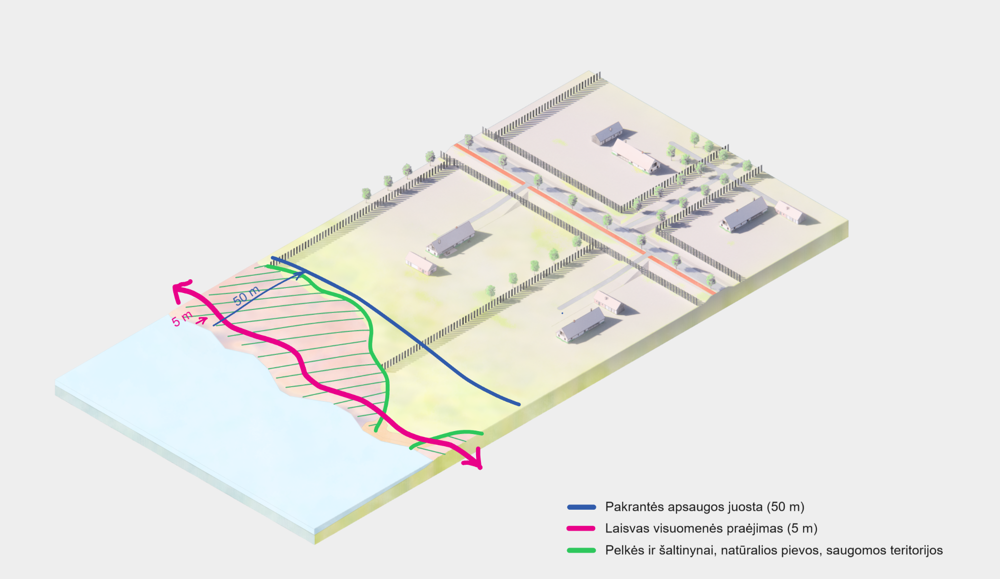 50 m
5 m
Pakrantės apsaugos juosta (50 m)
Laisvas visuomenės praėjimas (5 m)
Pelkės ir šaltinynai, natūralios pievos, saugomos teritorijos